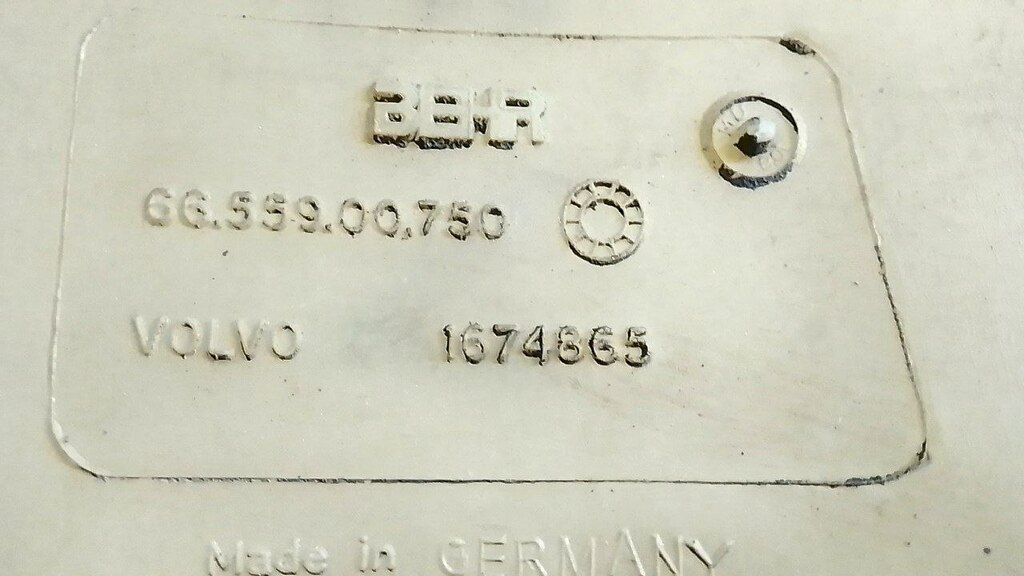 BEHR
66.559.00.750
VOLVO 1674865
Made in GERMANY